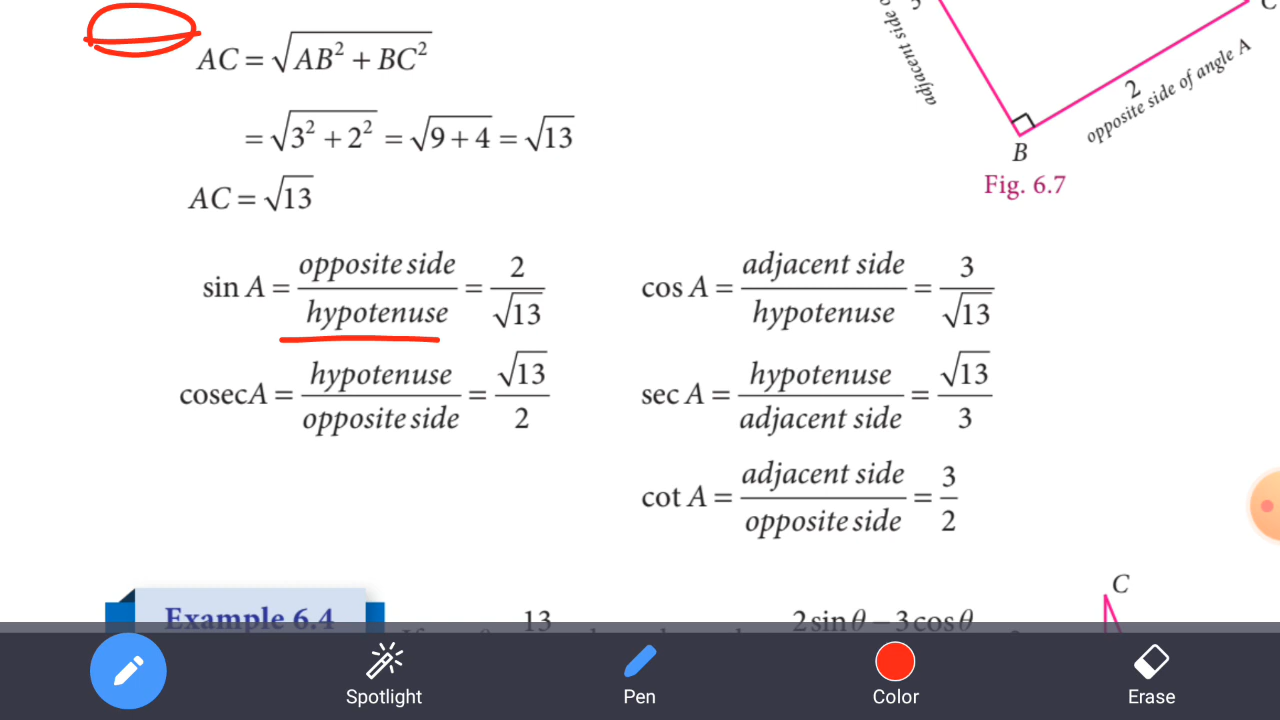 AC = √(AB² + BC²)
= √(3² + 2²) = √(9 + 4) = √13
AC = √13
adjacent side o
2
opposite side of angle A
B
C
Fig. 6.7
sin A = opposite side / hypotenuse = 2 / √13
cos A = adjacent side / hypotenuse = 3 / √13
cosecA = hypotenuse / opposite side = √13 / 2
sec A = hypotenuse / adjacent side = √13 / 3
cot A = adjacent side / opposite side = 3 / 2
C
Example 6.4
13
2 sin θ – 3 cos θ
Spotlight
Pen
Color
Erase